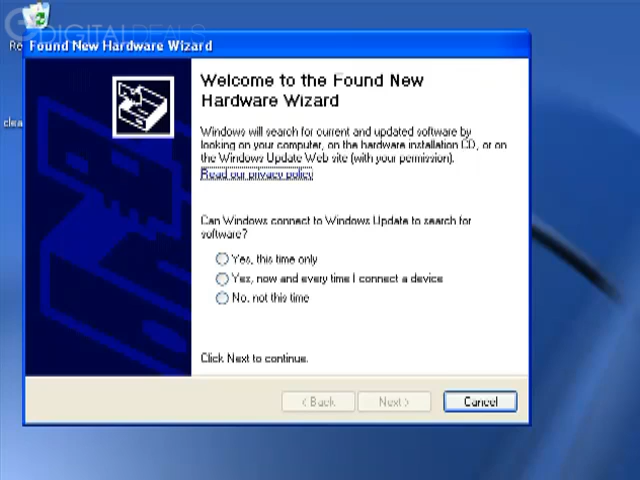 DIGITALDEALS
Re
Found New Hardware Wizard
Welcome to the Found New
Hardware Wizard
clea
Windows will search for current and updated software by
looking on your computer, on the hardware installation CD, or on
the Windows Update Web site (with your permission).
Read our privacy policy
Can Windows connect to Windows Update to search for
software?
Yes, this time only
Yes, now and every time I connect a device
No, not this time
Click Next to continue.
< Back
Next >
Cancel